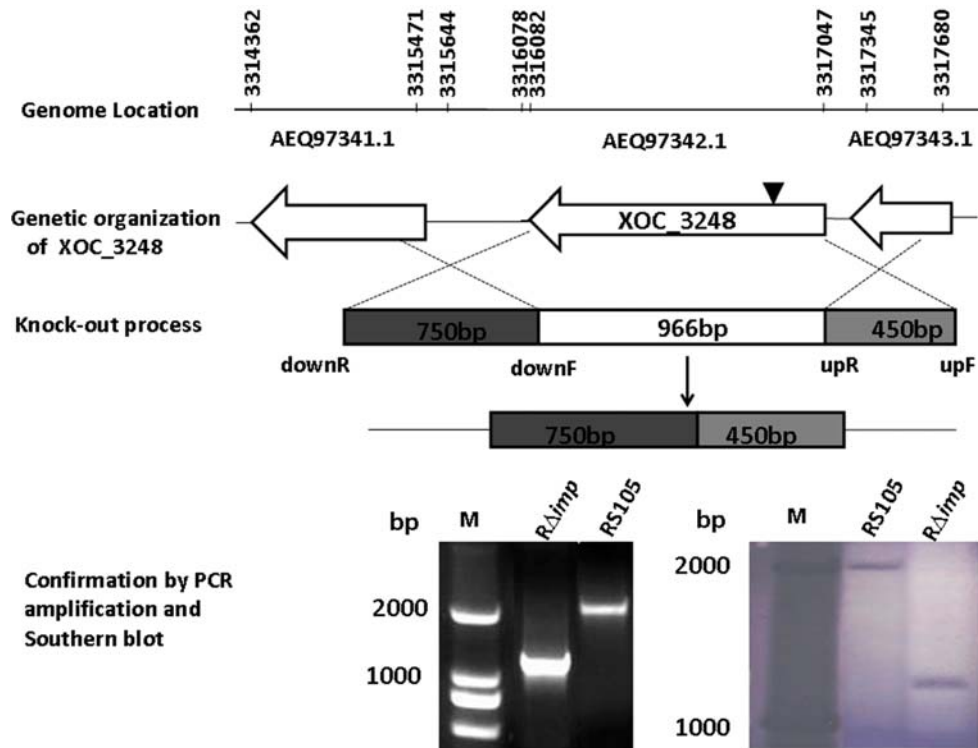 3314362
3315471
3315644
3316078
3316082
3317047
3317345
3317680
Genome Location
AEQ97341.1 AEQ97342.1 AEQ97343.1
Genetic organization
of XOC_3248
XOC_3248
Knock-out process
750bp 966bp 450bp
downR downF upR upF
750bp 450bp
bp M RΔimp RS105
bp M RS105 RΔimp
Confirmation by PCR
amplification and
Southern blot
2000
1000
2000
1000